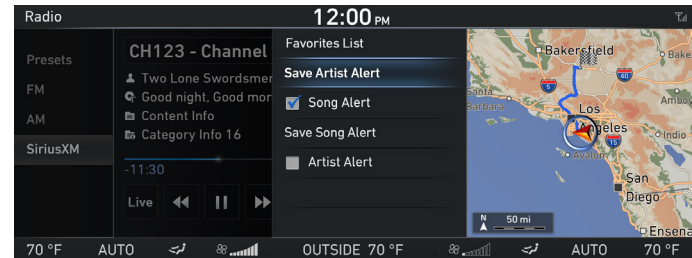 Radio
12:00 PM
Presets
FM
AM
SiriusXM
CH123 - Channel
Two Lone Swordsmen
Good night, Good mor
Content Info
Category Info 16
-11:30
Live
Favorites List
Save Artist Alert
Song Alert
Save Song Alert
Artist Alert
Bakersfield
Bake
5
40
Santa
Barbara
Amboy
Los
Angeles
15
Indio
Avalon
San
Diego
N
50 mi
Ensena
70 °F
AUTO
OUTSIDE 70 °F
AUTO
70 °F